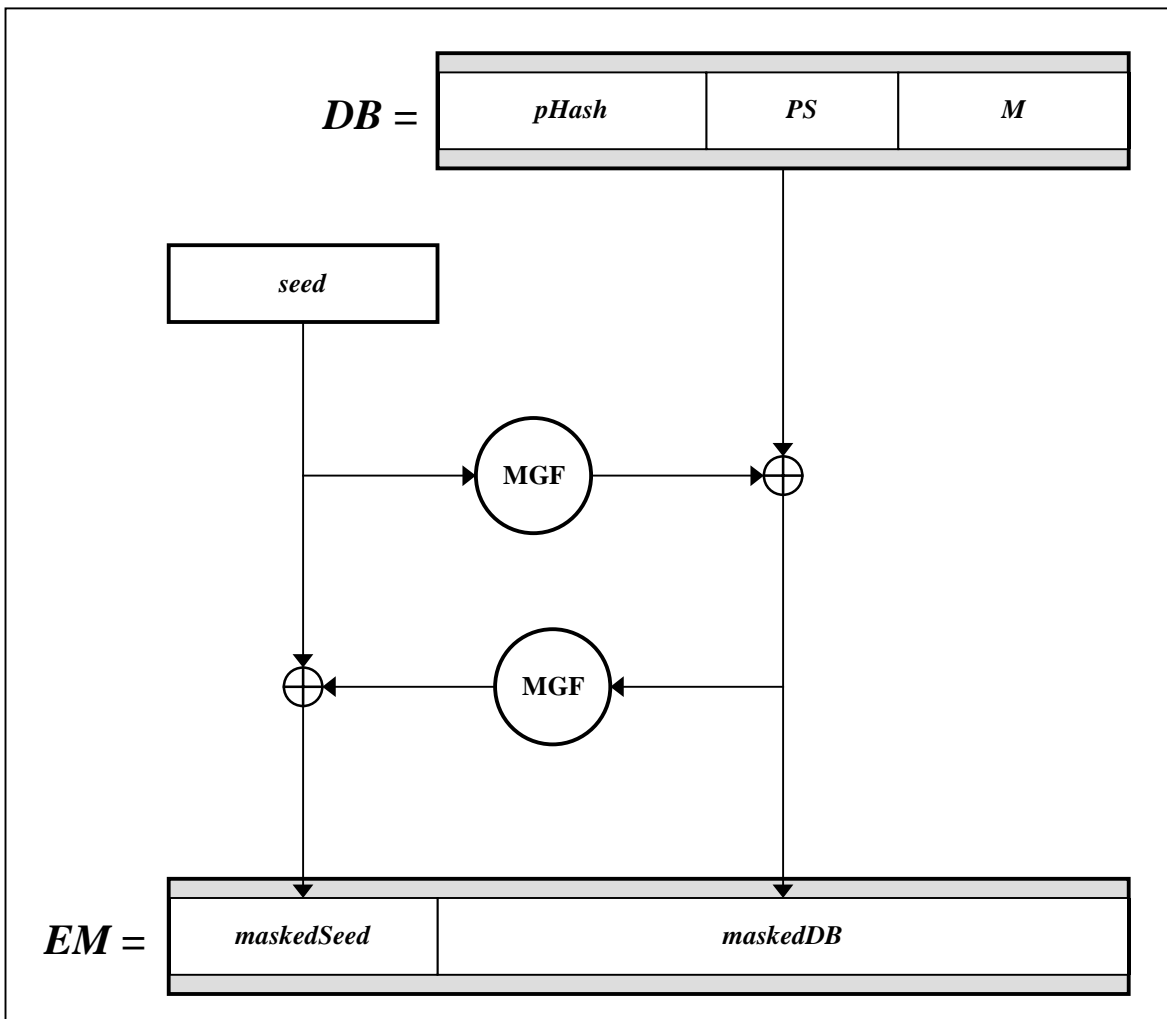 DB = pHash PS M
seed
MGF
MGF
EM = maskedSeed maskedDB